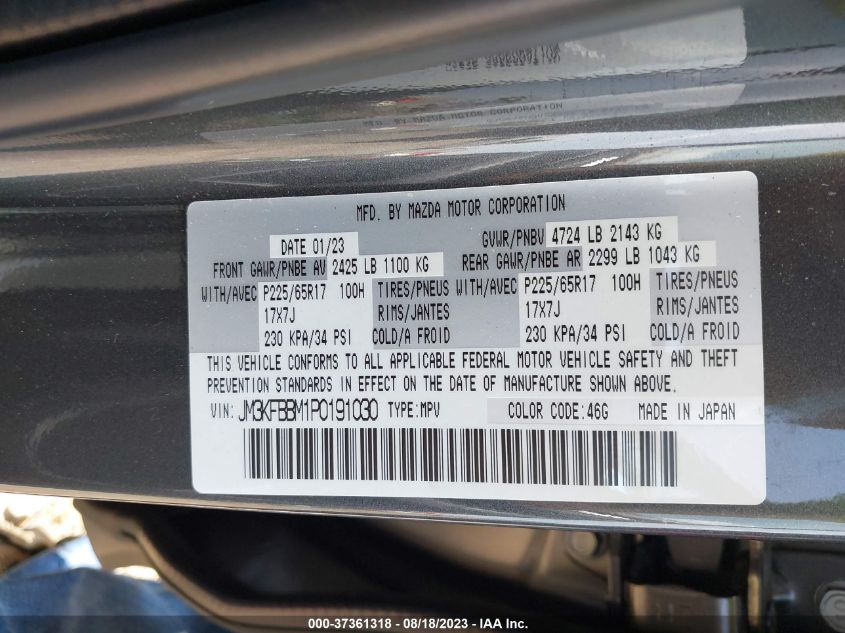 MFD. BY MAZDA MOTOR CORPORATION
MFD. BY MAZDA MOTOR CORPORATION
DATE 01/23 GVWR/PNBV 4724 LB 2143 KG
FRONT GAWR/PNBE AV 2425 LB 1100 KG REAR GAWR/PNBE AR 2299 LB 1043 KG
WITH/AVEC P225/65R17 100H TIRES/PNEUS WITH/AVEC P225/65R17 100H TIRES/PNEUS
17X7J RIMS/JANTES 17X7J RIMS/JANTES
230 KPA/34 PSI COLD/A FROID 230 KPA/34 PSI COLD/A FROID
THIS VEHICLE CONFORMS TO ALL APPLICABLE FEDERAL MOTOR VEHICLE SAFETY AND THEFT
PREVENTION STANDARDS IN EFFECT ON THE DATE OF MANUFACTURE SHOWN ABOVE.
VIN: JM3KFBBM1P0191030 TYPE: MPV COLOR CODE: 46G MADE IN JAPAN
000-37361318 - 08/18/2023 - IAA Inc.